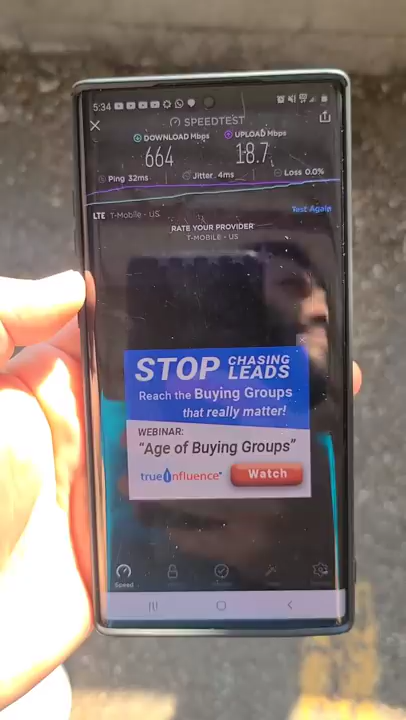 5:34
SPEEDTEST
DOWNLOAD Mbps UPLOAD Mbps
664 18.7
Ping 32ms Jitter 4ms Loss 0.0%
LTE T-Mobile - US Test Again
RATE YOUR PROVIDER
T-MOBILE - US
STOP CHASING LEADS
Reach the Buying Groups
that really matter!
WEBINAR:
"Age of Buying Groups"
trueinfluence Watch
Speed